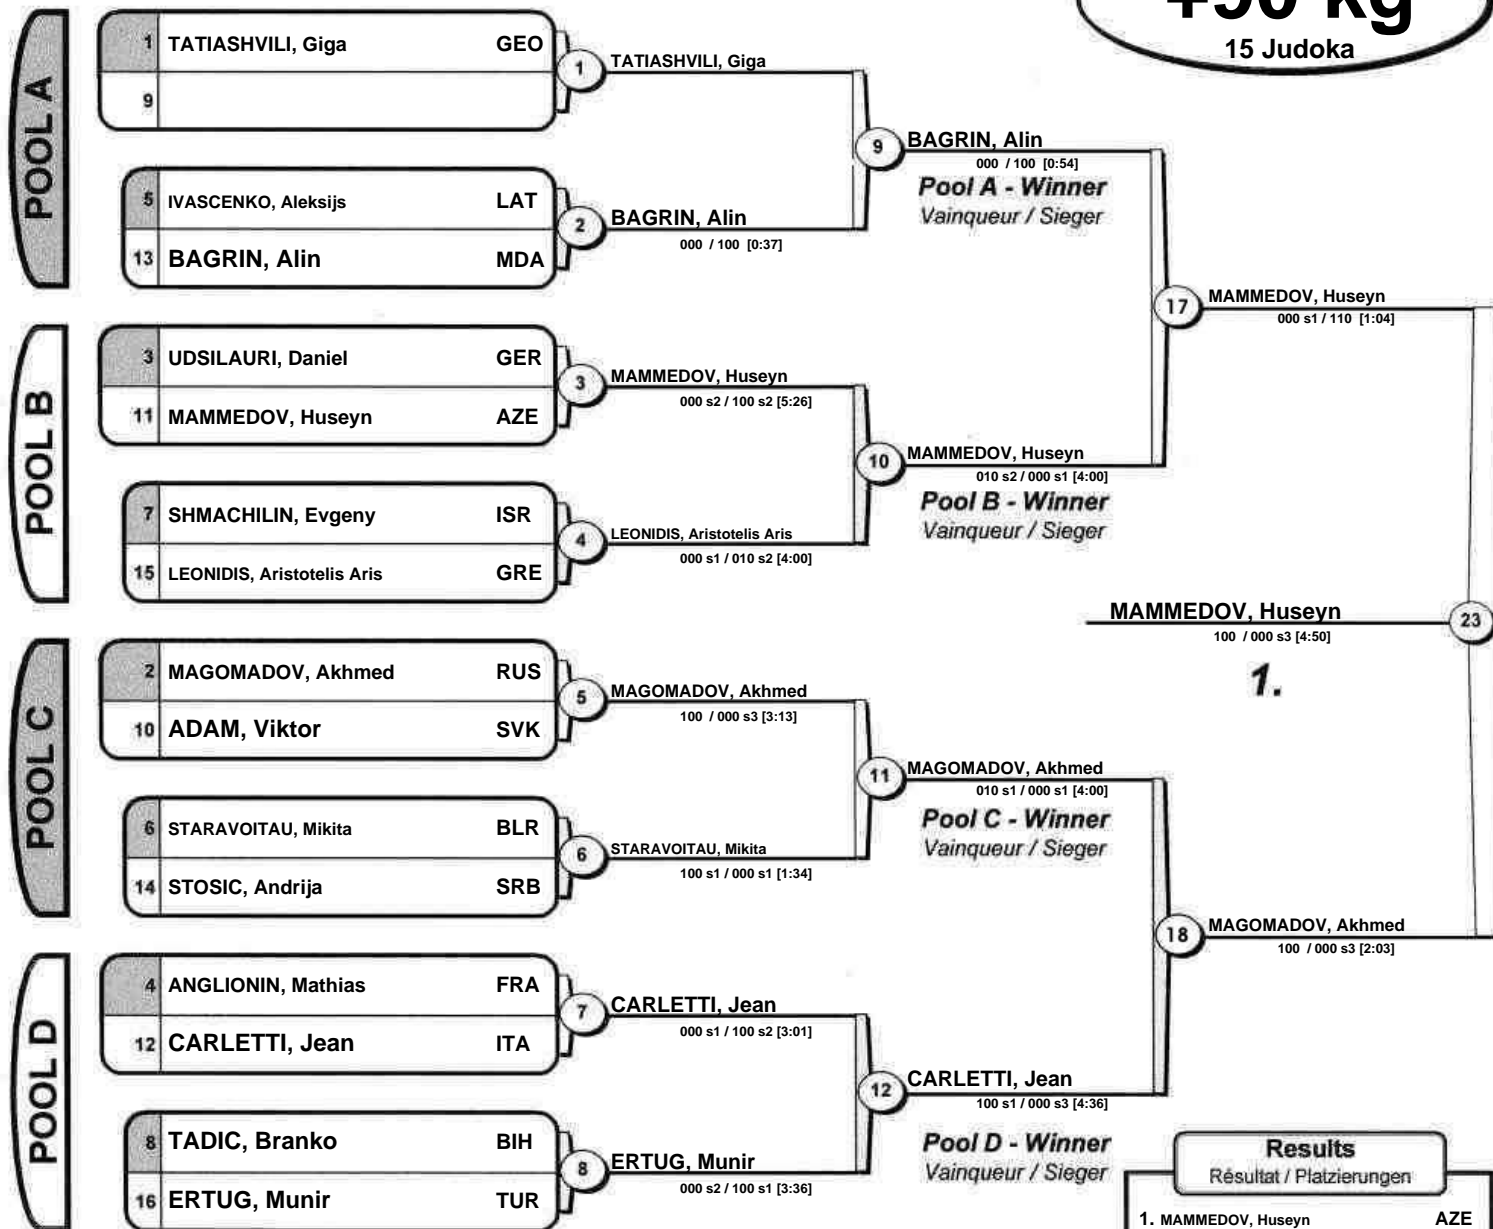 +90 kg
15 Judoka
POOL A
1 TATIASHVILI, Giga GEO
9
1 TATIASHVILI, Giga
5 IVASCENKO, Aleksijs LAT
13 BAGRIN, Alin MDA
2 BAGRIN, Alin
000 / 100 [0:37]
9 BAGRIN, Alin
000 / 100 [0:54]
Pool A - Winner
Vainqueur / Sieger
POOL B
3 UDSILAURI, Daniel GER
11 MAMMEDOV, Huseyn AZE
3 MAMMEDOV, Huseyn
000 s2 / 100 s2 [5:26]
7 SHMACHILIN, Evgeny ISR
15 LEONIDIS, Aristotelis Aris GRE
4 LEONIDIS, Aristotelis Aris
000 s1 / 010 s2 [4:00]
10 MAMMEDOV, Huseyn
010 s2 / 000 s1 [4:00]
Pool B - Winner
Vainqueur / Sieger
17 MAMMEDOV, Huseyn
000 s1 / 110 [1:04]
MAMMEDOV, Huseyn 23
100 / 000 s3 [4:50]
1.
POOL C
2 MAGOMADOV, Akhmed RUS
10 ADAM, Viktor SVK
5 MAGOMADOV, Akhmed
100 / 000 s3 [3:13]
6 STARAVOITAU, Mikita BLR
14 STOSIC, Andrija SRB
6 STARAVOITAU, Mikita
100 s1 / 000 s1 [1:34]
11 MAGOMADOV, Akhmed
010 s1 / 000 s1 [4:00]
Pool C - Winner
Vainqueur / Sieger
18 MAGOMADOV, Akhmed
100 / 000 s3 [2:03]
POOL D
4 ANGLIONIN, Mathias FRA
12 CARLETTI, Jean ITA
7 CARLETTI, Jean
000 s1 / 100 s2 [3:01]
8 TADIC, Branko BIH
16 ERTUG, Munir TUR
8 ERTUG, Munir
000 s2 / 100 s1 [3:36]
12 CARLETTI, Jean
100 s1 / 000 s3 [4:36]
Pool D - Winner
Vainqueur / Sieger
Results
Résultat / Platzierungen
1. MAMMEDOV, Huseyn AZE